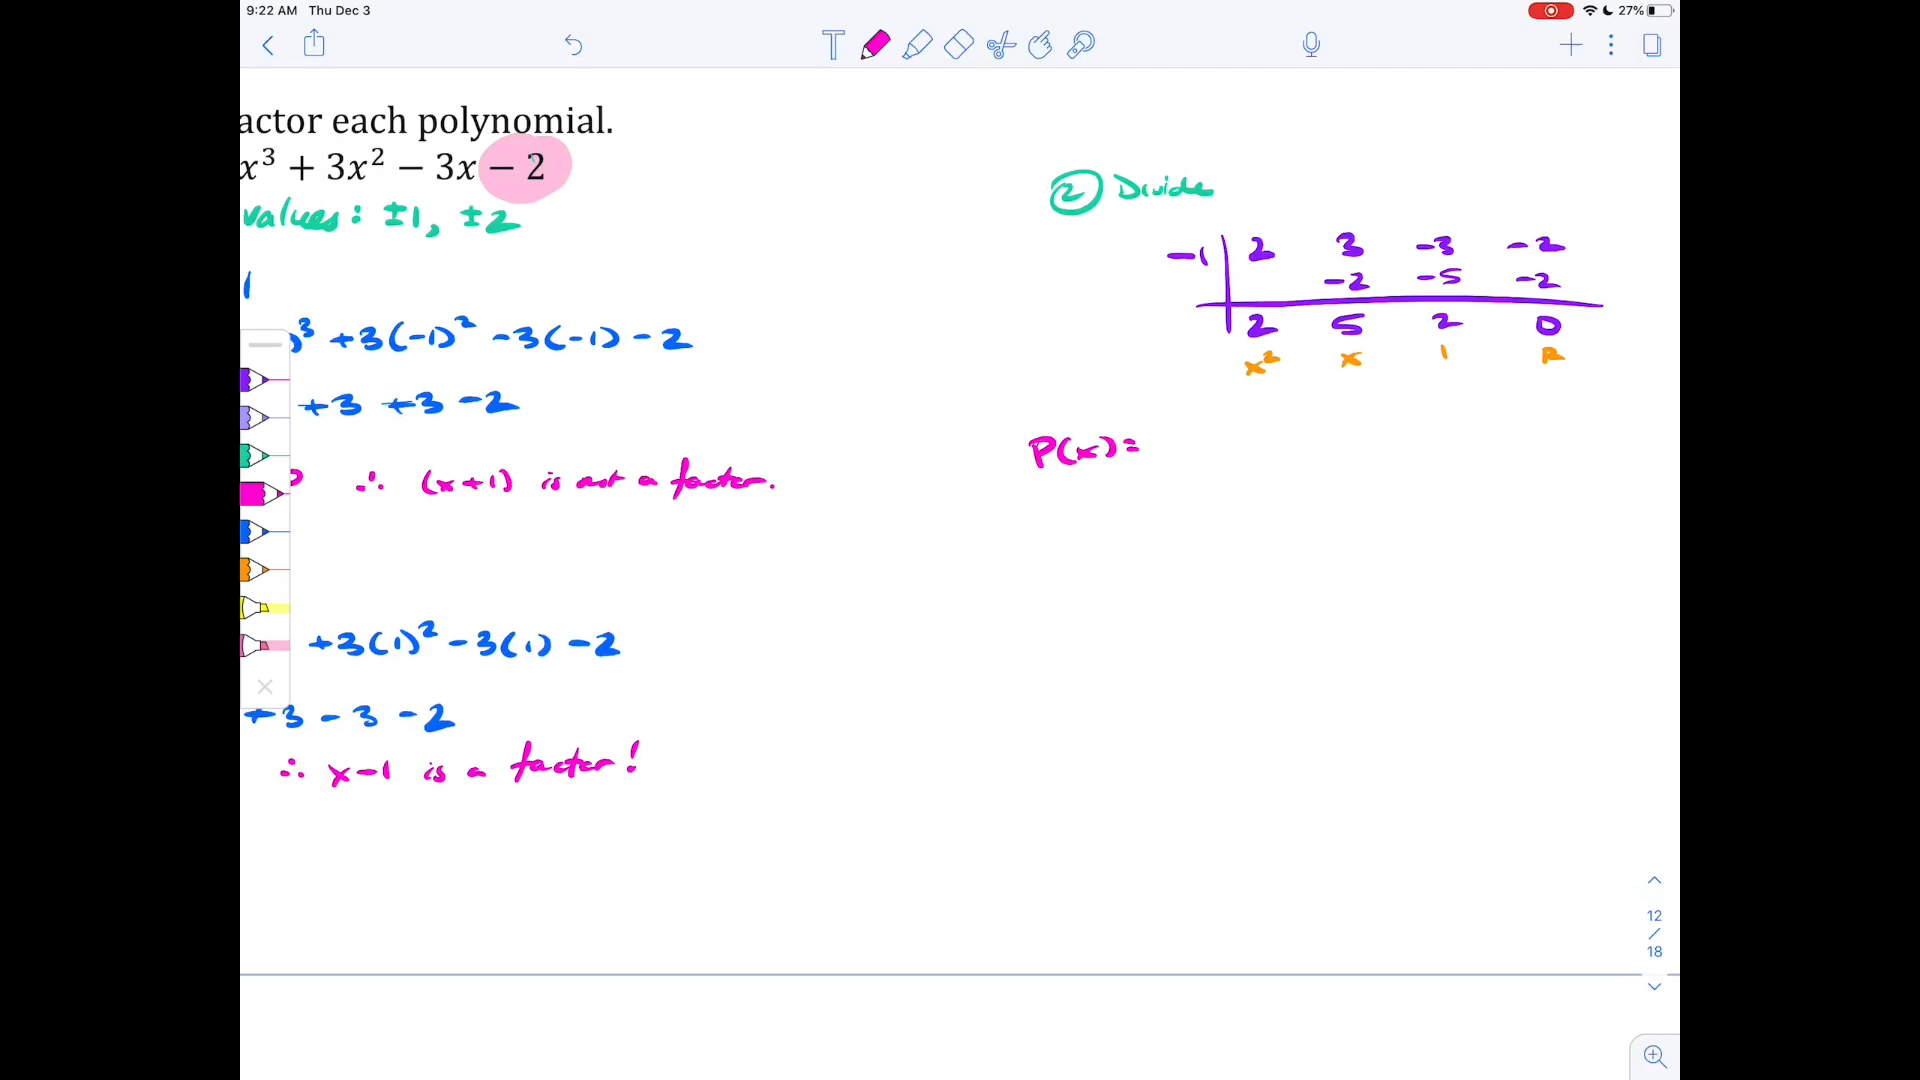 9:22 AM Thu Dec 3
27%
actor each polynomial.
x³ + 3x² − 3x − 2
values: ±1, ±2
1
)³ +3(-1)² -3(-1) -2
+3 +3 -2
∴ (x+1) is not a factor.
+3(1)² -3(1) -2
+3 -3 -2
∴ x-1 is a factor!
② Divide
-1 2 3 -3 -2
-2 -5 -2
2 5 2 0
x² x 1 R
P(x)=
12
/
18